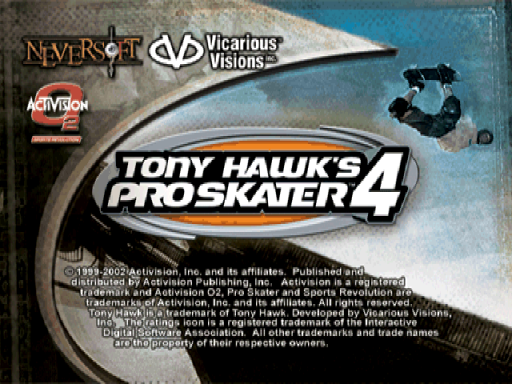 NEVERSOFT
Vicarious
Visions INC.
ACTIVISION
O2
SPORTS REVOLUTION
TONY HAWK'S
PRO SKATER 4
© 1999-2002 Activision, Inc. and its affiliates. Published and
distributed by Activision Publishing, Inc. Activision is a registered
trademark and Activision O2, Pro Skater and Sports Revolution are
trademarks of Activision, Inc. and its affiliates. All rights reserved.
Tony Hawk is a trademark of Tony Hawk. Developed by Vicarious Visions,
Inc. The ratings icon is a registered trademark of the Interactive
Digital Software Association. All other trademarks and trade names
are the property of their respective owners.